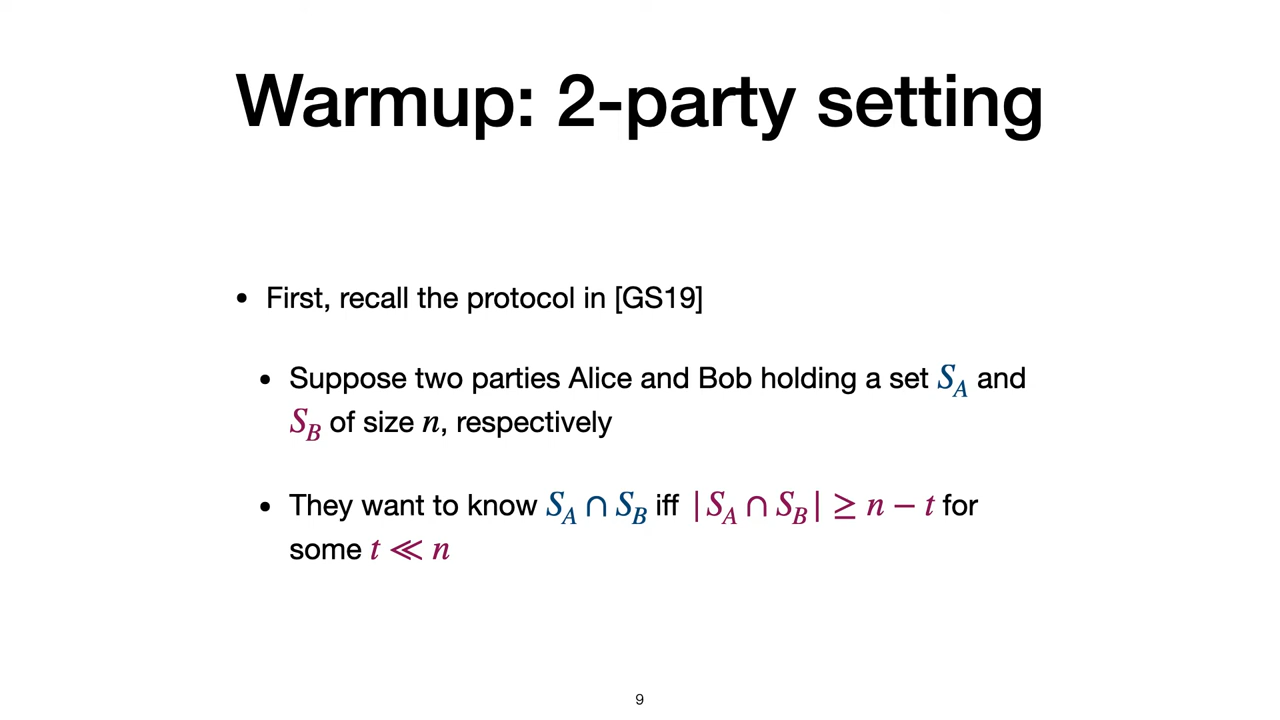 Warmup: 2-party setting
• First, recall the protocol in [GS19]
• Suppose two parties Alice and Bob holding a set S_A and
S_B of size n, respectively
• They want to know S_A ∩ S_B iff |S_A ∩ S_B| ≥ n − t for
some t ≪ n
9